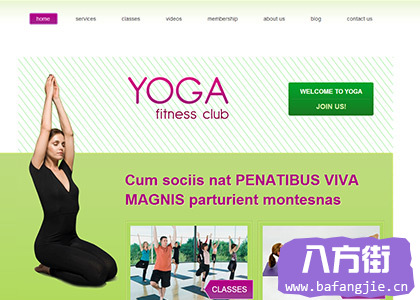 home services classes videos membership about us blog contact us
YOGA
fitness club
WELCOME TO YOGA
JOIN US!
Cum sociis nat PENATIBUS VIVA
MAGNIS parturient montesnas
CLASSES
八方街
www.bafangjie.cn